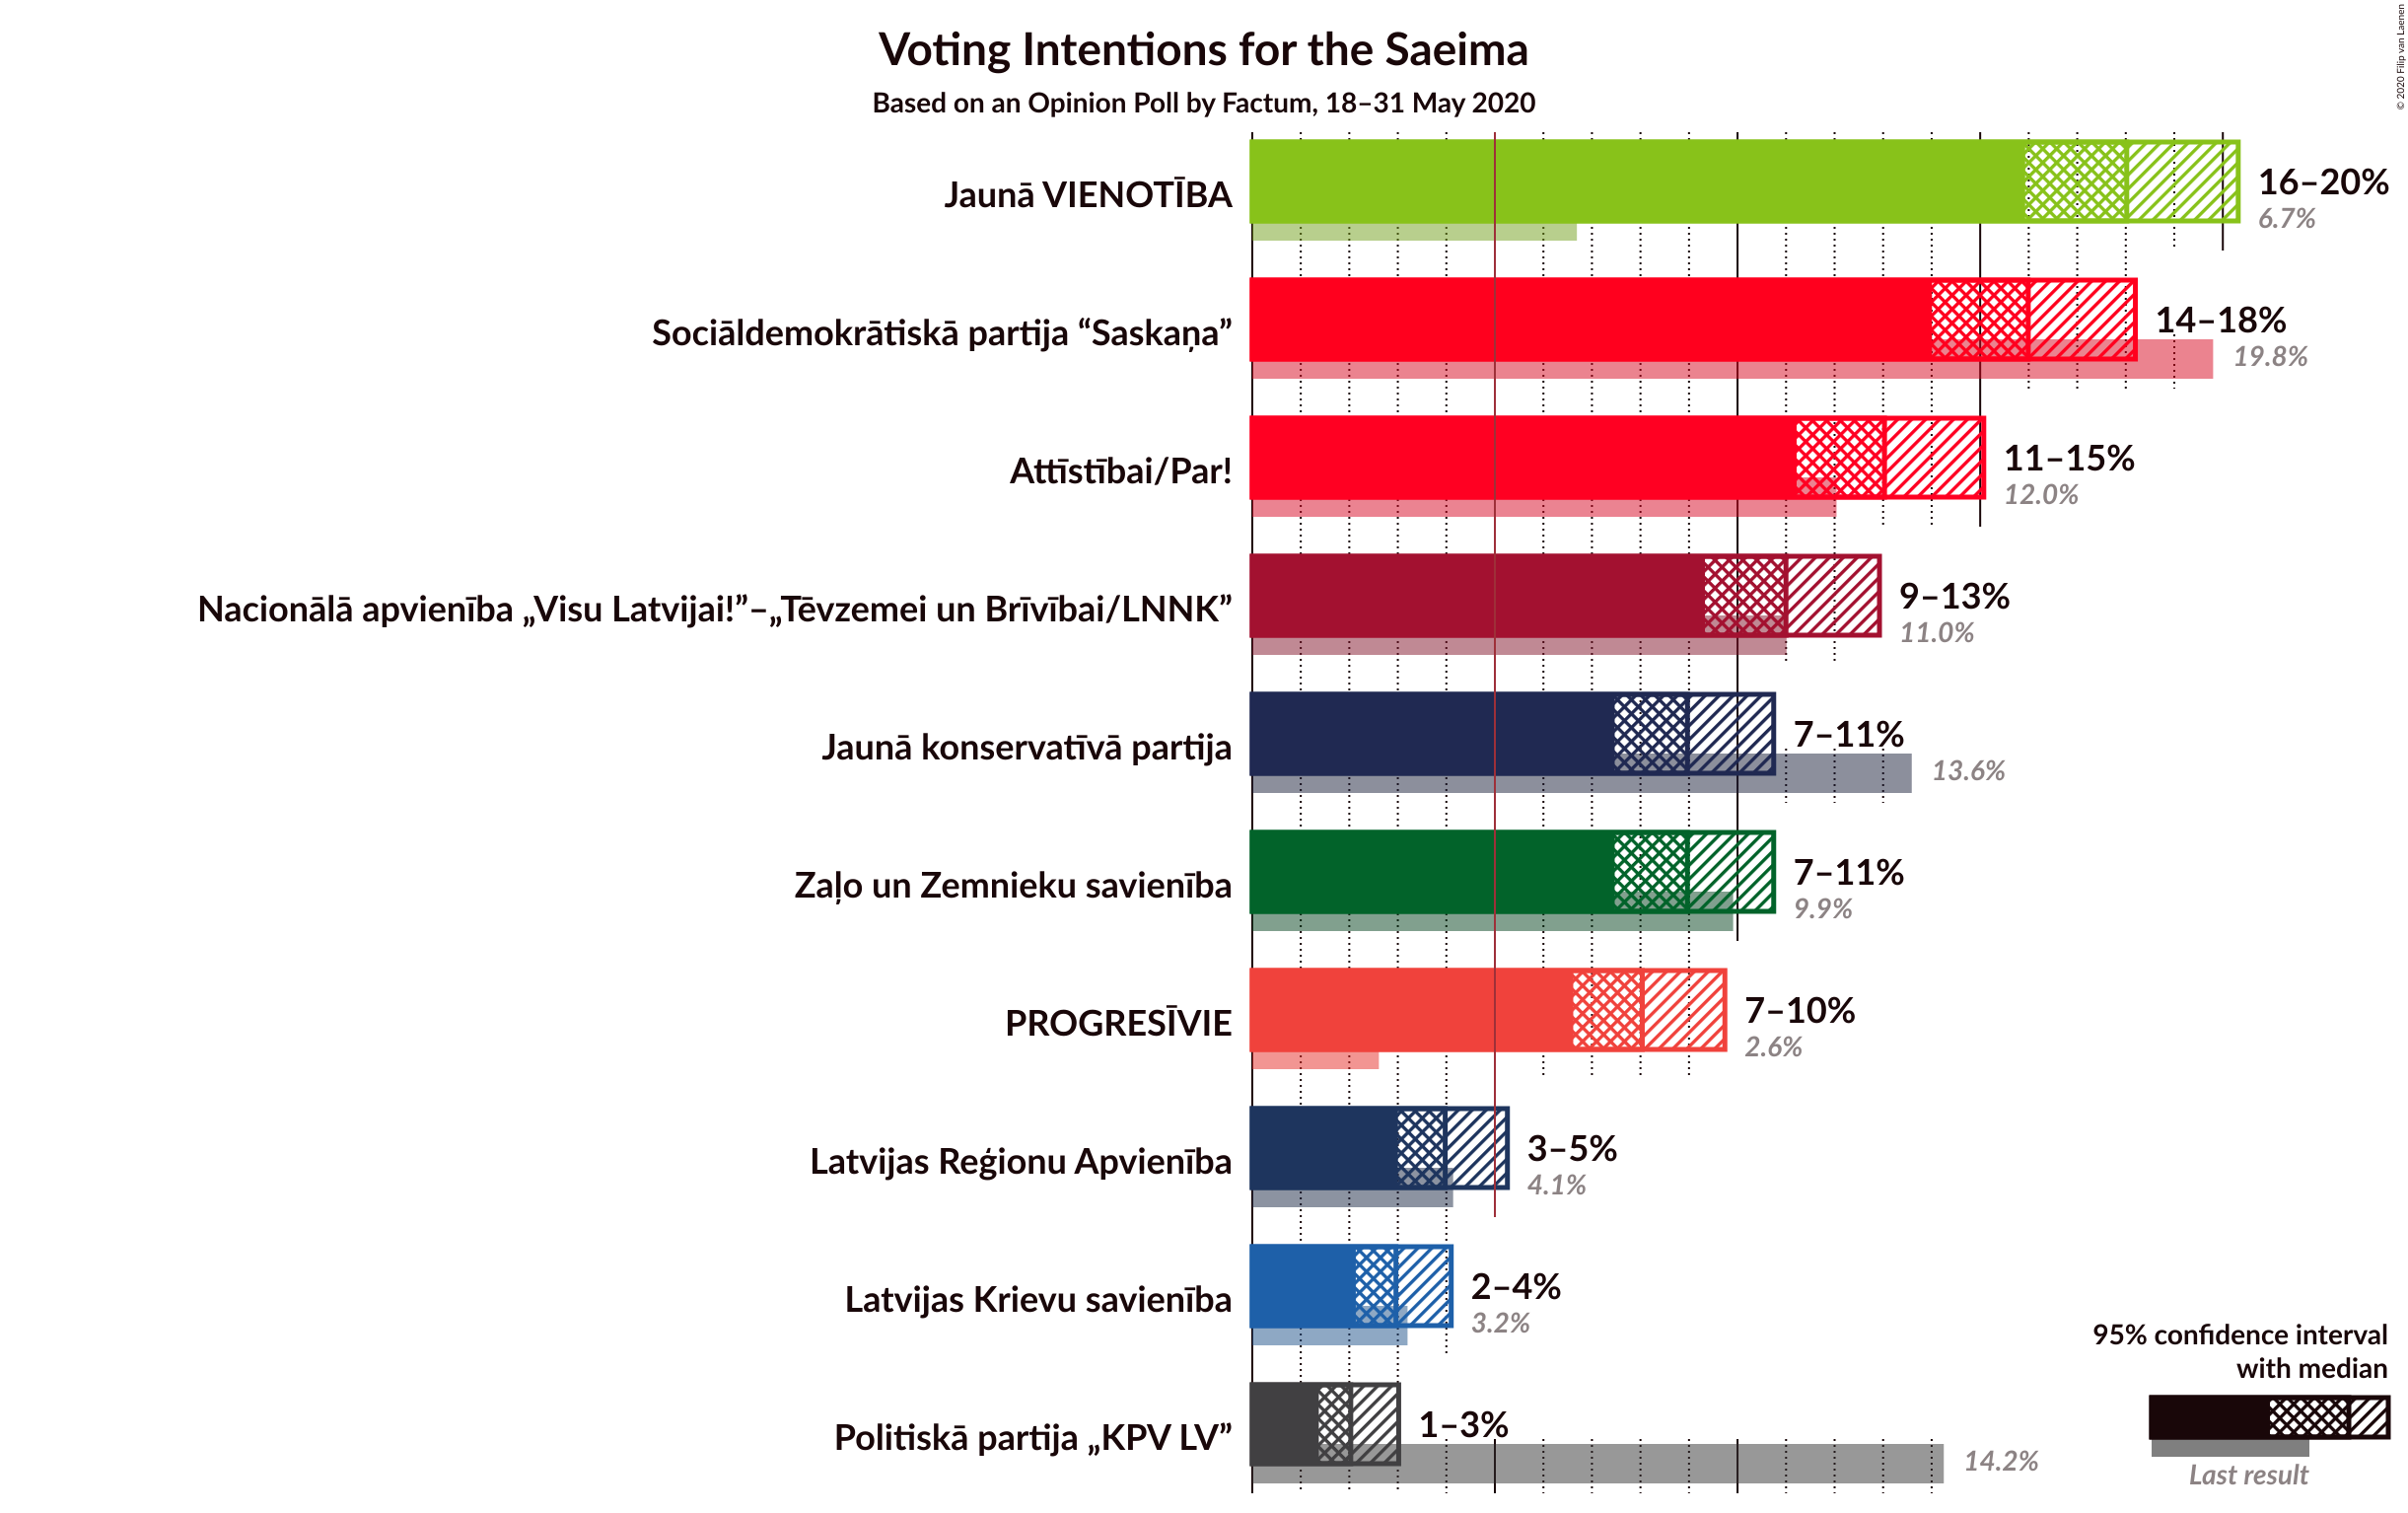 Voting Intentions for the Saeima
Based on an Opinion Poll by Factum, 18–31 May 2020
© 2020 Filip van Laenen
Jaunā VIENOTĪBA
16–20%
6.7%
Sociāldemokrātiskā partija “Saskaņa”
14–18%
19.8%
Attīstībai/Par!
11–15%
12.0%
Nacionālā apvienība „Visu Latvijai!”–„Tēvzemei un Brīvībai/LNNK”
9–13%
11.0%
Jaunā konservatīvā partija
7–11%
13.6%
Zaļo un Zemnieku savienība
7–11%
9.9%
PROGRESĪVIE
7–10%
2.6%
Latvijas Reģionu Apvienība
3–5%
4.1%
Latvijas Krievu savienība
2–4%
3.2%
Politiskā partija „KPV LV”
1–3%
14.2%
95% confidence interval
with median
Last result